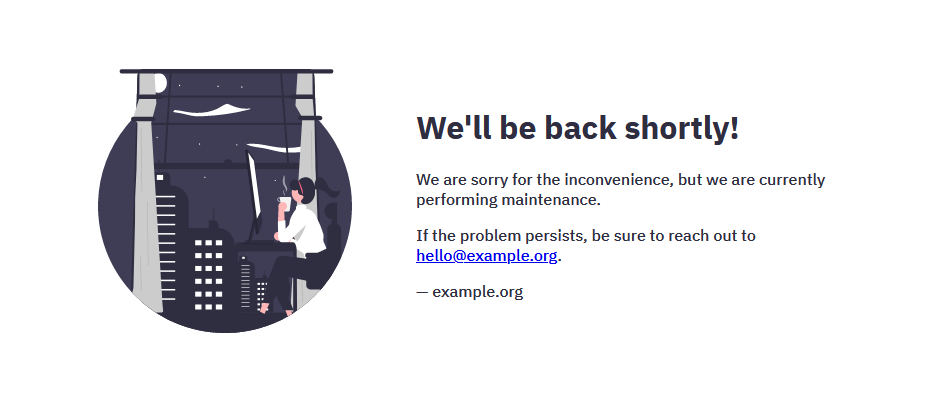 We'll be back shortly!
We are sorry for the inconvenience, but we are currently
performing maintenance.
If the problem persists, be sure to reach out to
hello@example.org.
— example.org